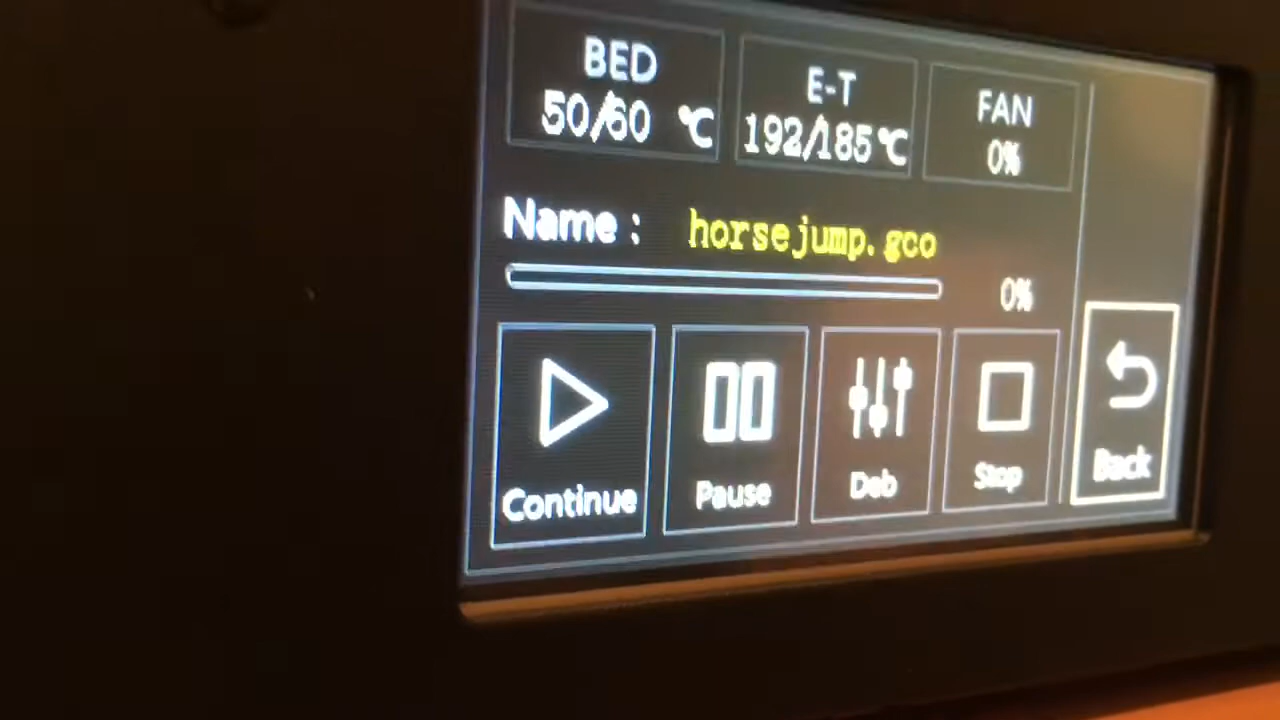 BED
50/60 ℃
E-T
192/185℃
FAN
0%
Name : horsejump.gco
0%
Continue
Pause
Deb
Stop
Back